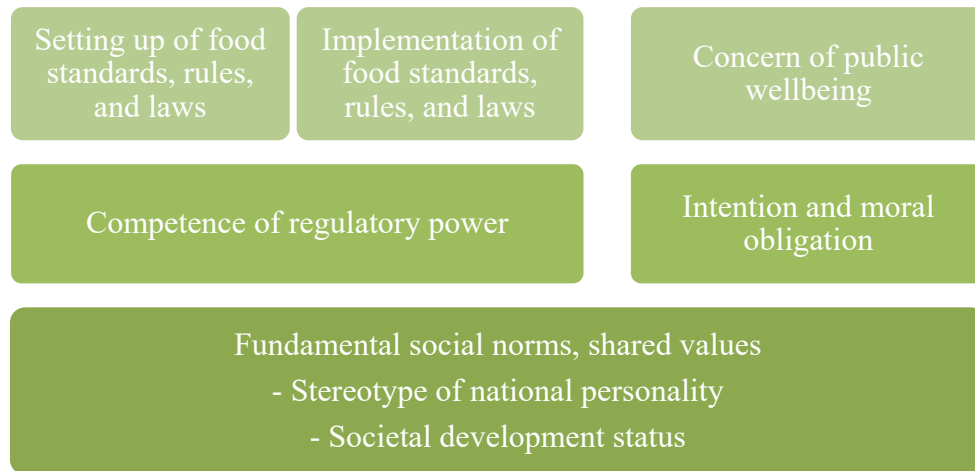 Setting up of food
standards, rules,
and laws
Implementation of
food standards,
rules, and laws
Concern of public
wellbeing
Competence of regulatory power
Intention and moral
obligation
Fundamental social norms, shared values
- Stereotype of national personality
- Societal development status